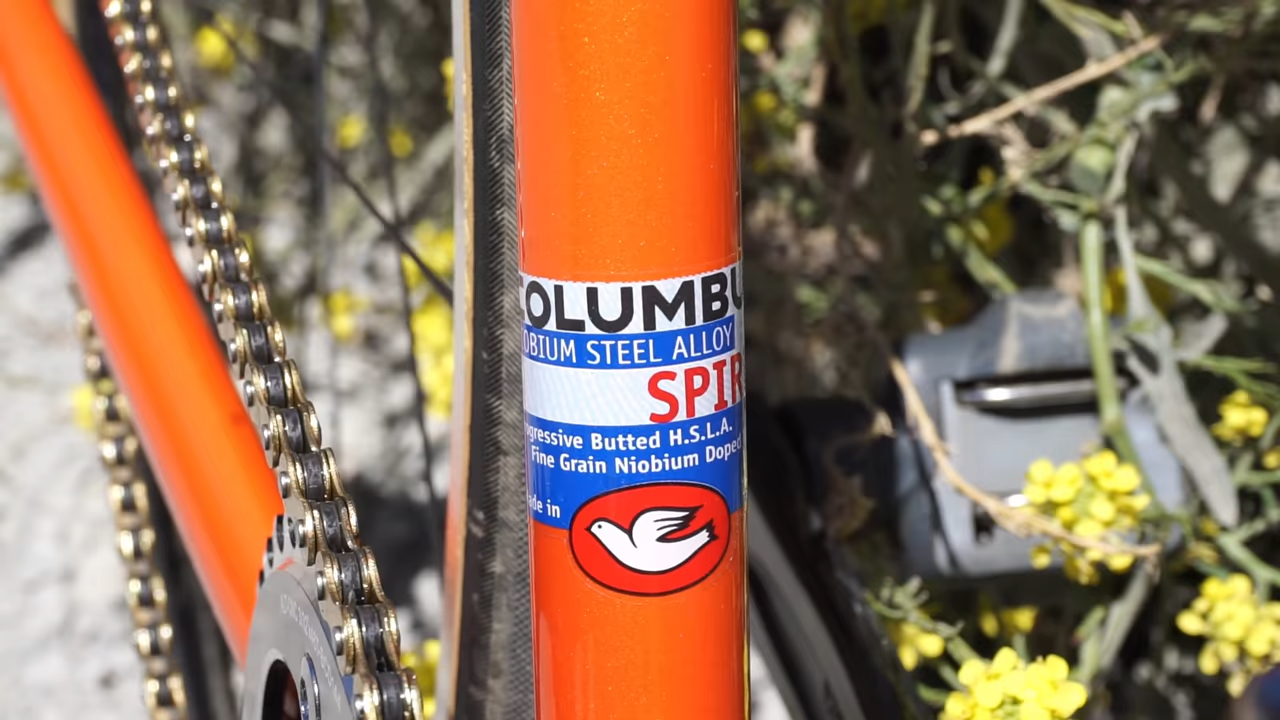 OLUMBU
OBIUM STEEL ALLOY
SPIR
gressive Butted H.S.L.A.
Fine Grain Niobium Doped
de in